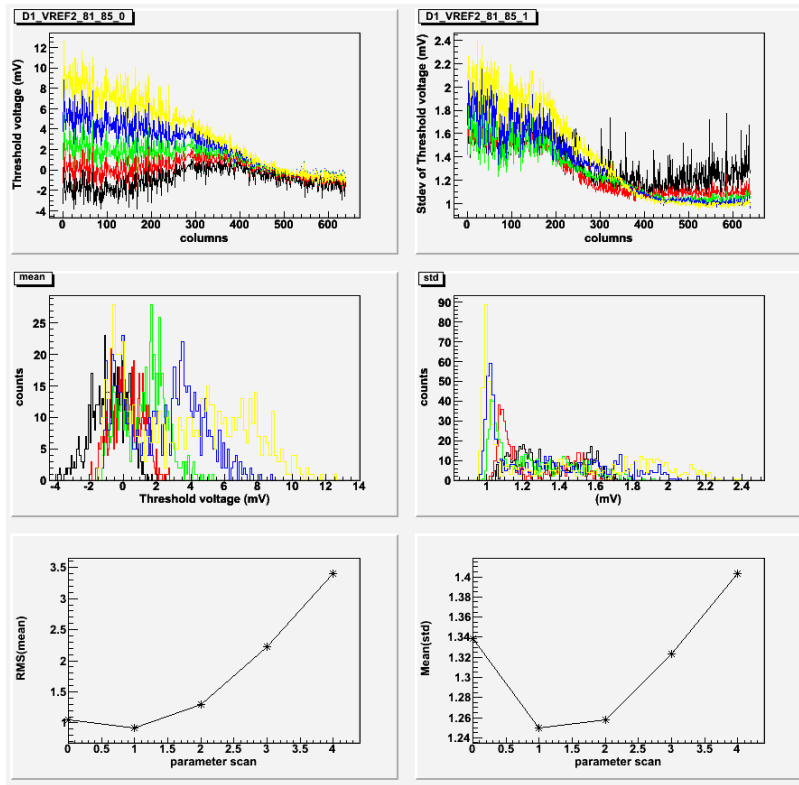 D1_VREF2_81_85_0
Threshold voltage (mV)
12
10
8
6
4
2
0
-2
-4
0 100 200 300 400 500 600
columns
D1_VREF2_81_85_1
Stdev of Threshold voltage (mV)
2.4
2.2
2
1.8
1.6
1.4
1.2
1
0 100 200 300 400 500 600
columns
mean
counts
25
20
15
10
5
0
-4 -2 0 2 4 6 8 10 12 14
Threshold voltage (mV)
std
counts
90
80
70
60
50
40
30
20
10
0
1 1.2 1.4 1.6 1.8 2 2.2 2.4
(mV)
RMS(mean)
3.5
3
2.5
2
1.5
1
0 0.5 1 1.5 2 2.5 3 3.5 4
parameter scan
Mean(std)
1.4
1.38
1.36
1.34
1.32
1.3
1.28
1.26
1.24
0 0.5 1 1.5 2 2.5 3 3.5 4
parameter scan